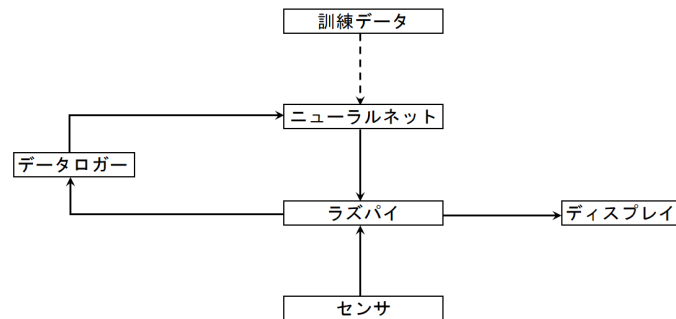 訓練データ
ニューラルネット
データロガー
ラズパイ
ディスプレイ
センサ